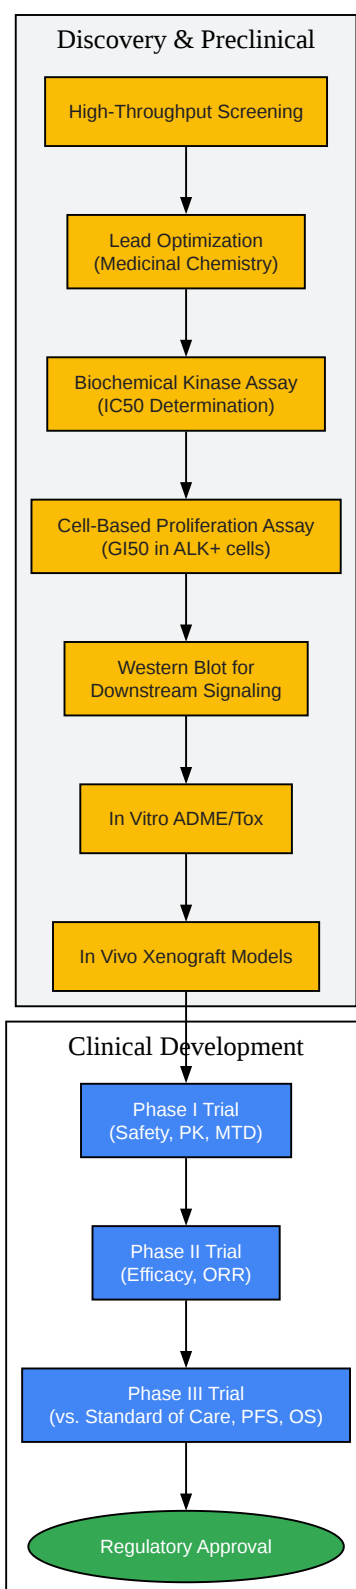 Discovery & Preclinical
High-Throughput Screening
Lead Optimization
(Medicinal Chemistry)
Biochemical Kinase Assay
(IC50 Determination)
Cell-Based Proliferation Assay
(GI50 in ALK+ cells)
Western Blot for
Downstream Signaling
In Vitro ADME/Tox
In Vivo Xenograft Models
Clinical Development
Phase I Trial
(Safety, PK, MTD)
Phase II Trial
(Efficacy, ORR)
Phase III Trial
(vs. Standard of Care, PFS, OS)
Regulatory Approval